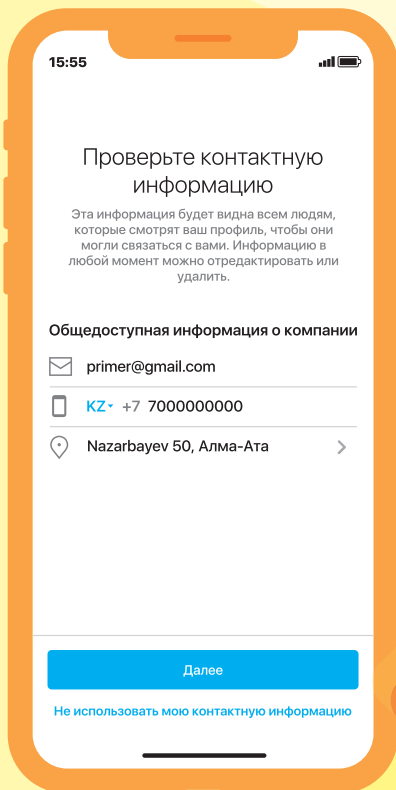 15:55
Проверьте контактную
информацию
Эта информация будет видна всем людям,
которые смотрят ваш профиль, чтобы они
могли связаться с вами. Информацию в
любой момент можно отредактировать или
удалить.
Общедоступная информация о компании
primer@gmail.com
KZ +7 7000000000
Nazarbayev 50, Алма-Ата
Далее
Не использовать мою контактную информацию